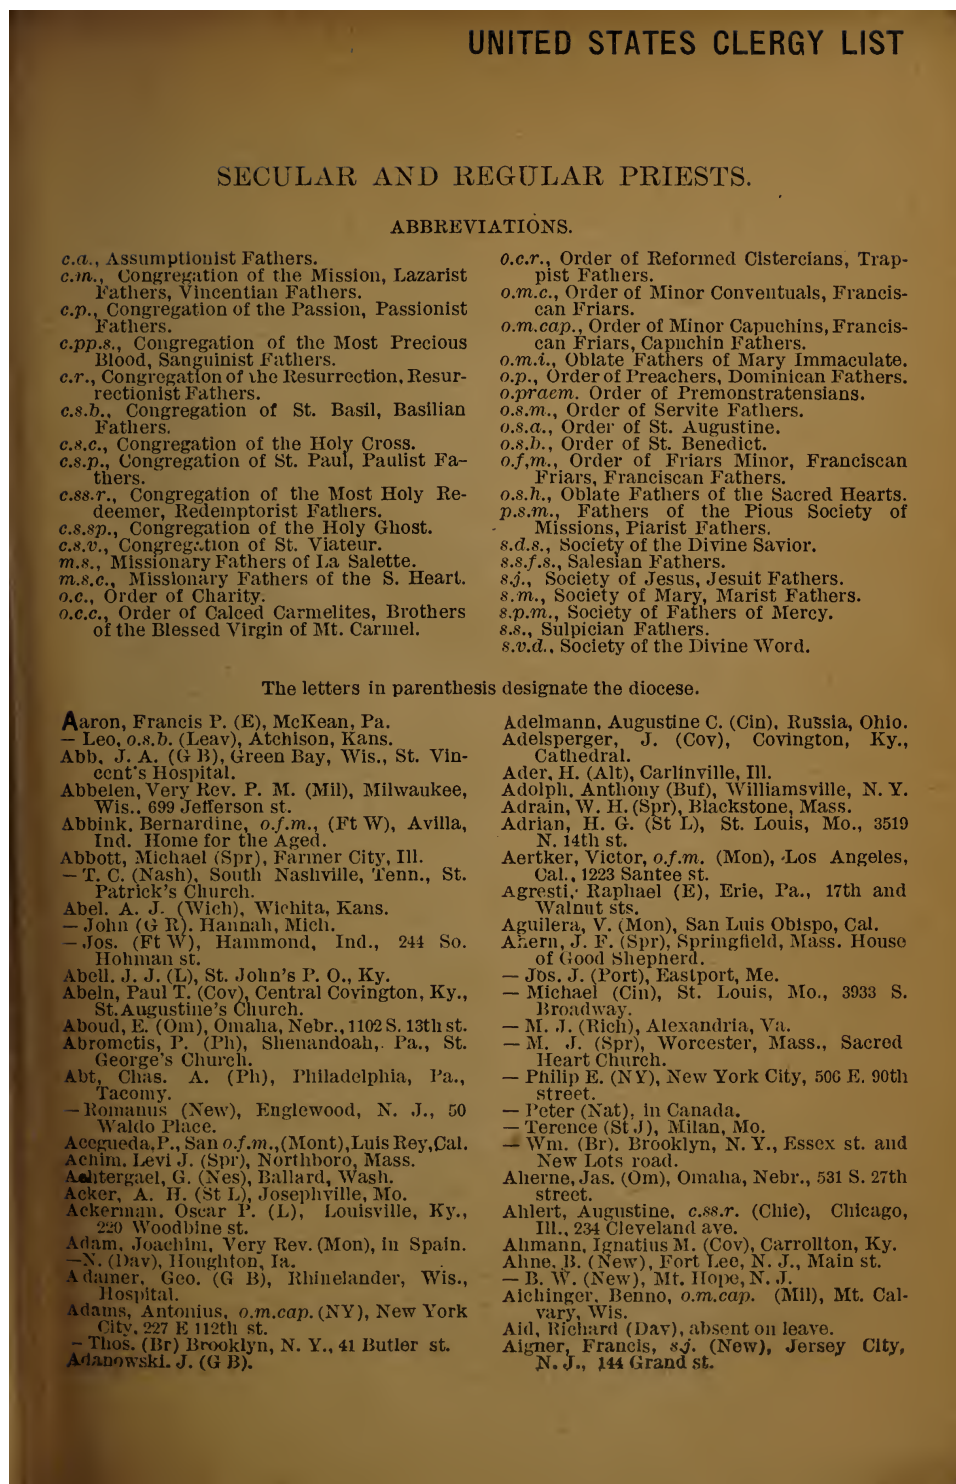 UNITED STATES CLERGY LIST
SECULAR AND REGULAR PRIESTS.
ABBREVIATIONS.
c.a., Assumptionist Fathers.
c.m., Congregation of the Mission, Lazarist
Fathers, Vincentian Fathers.
c.p., Congregation of the Passion, Passionist
Fathers.
c.pp.s., Congregation of the Most Precious
Blood, Sanguinist Fathers.
c.r., Congregation of the Resurrection, Resur-
rectionist Fathers.
c.s.b., Congregation of St. Basil, Basilian
Fathers.
c.s.c., Congregation of the Holy Cross.
c.s.p., Congregation of St. Paul, Paulist Fa-
thers.
c.ss.r., Congregation of the Most Holy Re-
deemer, Redemptorist Fathers.
c.s.sp., Congregation of the Holy Ghost.
c.s.v., Congregation of St. Viateur.
m.s., Missionary Fathers of La Salette.
m.s.c., Missionary Fathers of the S. Heart.
o.c., Order of Charity.
o.c.c., Order of Calced Carmelites, Brothers
of the Blessed Virgin of Mt. Carmel.
o.c.r., Order of Reformed Cistercians, Trap-
pist Fathers.
o.m.c., Order of Minor Conventuals, Francis-
can Friars.
o.m.cap., Order of Minor Capuchins, Francis-
can Friars, Capuchin Fathers.
o.m.i., Oblate Fathers of Mary Immaculate.
o.p., Order of Preachers, Dominican Fathers.
o.praem. Order of Premonstratensians.
o.s.m., Order of Servite Fathers.
o.s.a., Order of St. Augustine.
o.s.b., Order of St. Benedict.
o.f,m., Order of Friars Minor, Franciscan
Friars, Franciscan Fathers.
o.s.h., Oblate Fathers of the Sacred Hearts.
p.s.m., Fathers of the Pious Society of
Missions, Piarist Fathers.
s.d.s., Society of the Divine Savior.
s.s.f.s., Salesian Fathers.
s.j., Society of Jesus, Jesuit Fathers.
s.m., Society of Mary, Marist Fathers.
s.p.m., Society of Fathers of Mercy.
s.s., Sulpician Fathers.
s.v.d., Society of the Divine Word.
The letters in parenthesis designate the diocese.
Aaron, Francis P. (E), McKean, Pa.
— Leo, o.s.b. (Leav), Atchison, Kans.
Abb, J. A. (G B), Green Bay, Wis., St. Vin-
cent's Hospital.
Abbelen, Very Rev. P. M. (Mil), Milwaukee,
Wis., 699 Jefferson st.
Abbink, Bernardine, o.f.m., (Ft W), Avilla,
Ind. Home for the Aged.
Abbott, Michael (Spr), Farmer City, Ill.
— T. C. (Nash), South Nashville, Tenn., St.
Patrick's Church.
Abel. A. J. (Wich), Wichita, Kans.
— John (G R). Hannah, Mich.
— Jos. (Ft W), Hammond, Ind., 244 So.
Hohman st.
Abell. J. J. (L), St. John's P. O., Ky.
Abeln, Paul T. (Cov), Central Covington, Ky.,
St. Augustine's Church.
Aboud, E. (Om), Omaha, Nebr., 1102 S. 13th st.
Abrometis, P. (Ph), Shenandoah, Pa., St.
George's Church.
Abt, Chas. A. (Ph), Philadelphia, Pa.,
Tacomy.
— Romanus (New), Englewood, N. J., 50
Waldo Place.
Acegueda, P., San o.f.m., (Mont), Luis Rey, Cal.
Achim. Levi J. (Spr), Northboro, Mass.
Achtergael, G. (Nes), Ballard, Wash.
Acker, A. H. (St L), Josephville, Mo.
Ackerman. Oscar P. (L), Louisville, Ky.,
220 Woodbine st.
Adam, Joachim, Very Rev. (Mon), in Spain.
— N. (Dav), Houghton, Ia.
Adamer, Geo. (G B), Rhinelander, Wis.,
Hospital.
Adams, Antonius, o.m.cap. (NY), New York
City, 227 E 112th st.
— Thos. (Br) Brooklyn, N. Y., 41 Butler st.
Adanowski. J. (G B).
Adelmann, Augustine C. (Cin), Russia, Ohio.
Adelsperger, J. (Cov), Covington, Ky.,
Cathedral.
Ader, H. (Alt), Carlinville, Ill.
Adolph, Anthony (Buf), Williamsville, N. Y.
Adrain, W. H. (Spr), Blackstone, Mass.
Adrian, H. G. (St L), St. Louis, Mo., 3519
N. 14th st.
Aertker, Victor, o.f.m. (Mon), Los Angeles,
Cal., 1223 Santee st.
Agresti, Raphael (E), Erie, Pa., 17th and
Walnut sts.
Aguilera, V. (Mon), San Luis Obispo, Cal.
Ahern, J. F. (Spr), Springfield, Mass. House
of Good Shepherd.
— Jos. J. (Port), Eastport, Me.
— Michael (Cin), St. Louis, Mo., 3933 S.
Broadway.
— M. J. (Rich), Alexandria, Va.
— M. J. (Spr), Worcester, Mass., Sacred
Heart Church.
— Philip E. (NY), New York City, 506 E. 90th
street.
— Peter (Nat), in Canada.
— Terence (St J), Milan, Mo.
— Wm. (Br). Brooklyn, N. Y., Essex st. and
New Lots road.
Aherne, Jas. (Om), Omaha, Nebr., 531 S. 27th
street.
Ahlert, Augustine, c.ss.r. (Chic), Chicago,
Ill., 234 Cleveland ave.
Ahmann, Ignatius M. (Cov), Carrollton, Ky.
Ahne, B. (New), Fort Lee, N. J., Main st.
— B. W. (New), Mt. Hope, N. J.
Aichinger, Benno, o.m.cap. (Mil), Mt. Cal-
vary, Wis.
Aid, Richard (Dav), absent on leave.
Aigner, Francis, s.j. (New), Jersey City,
N. J., 144 Grand st.